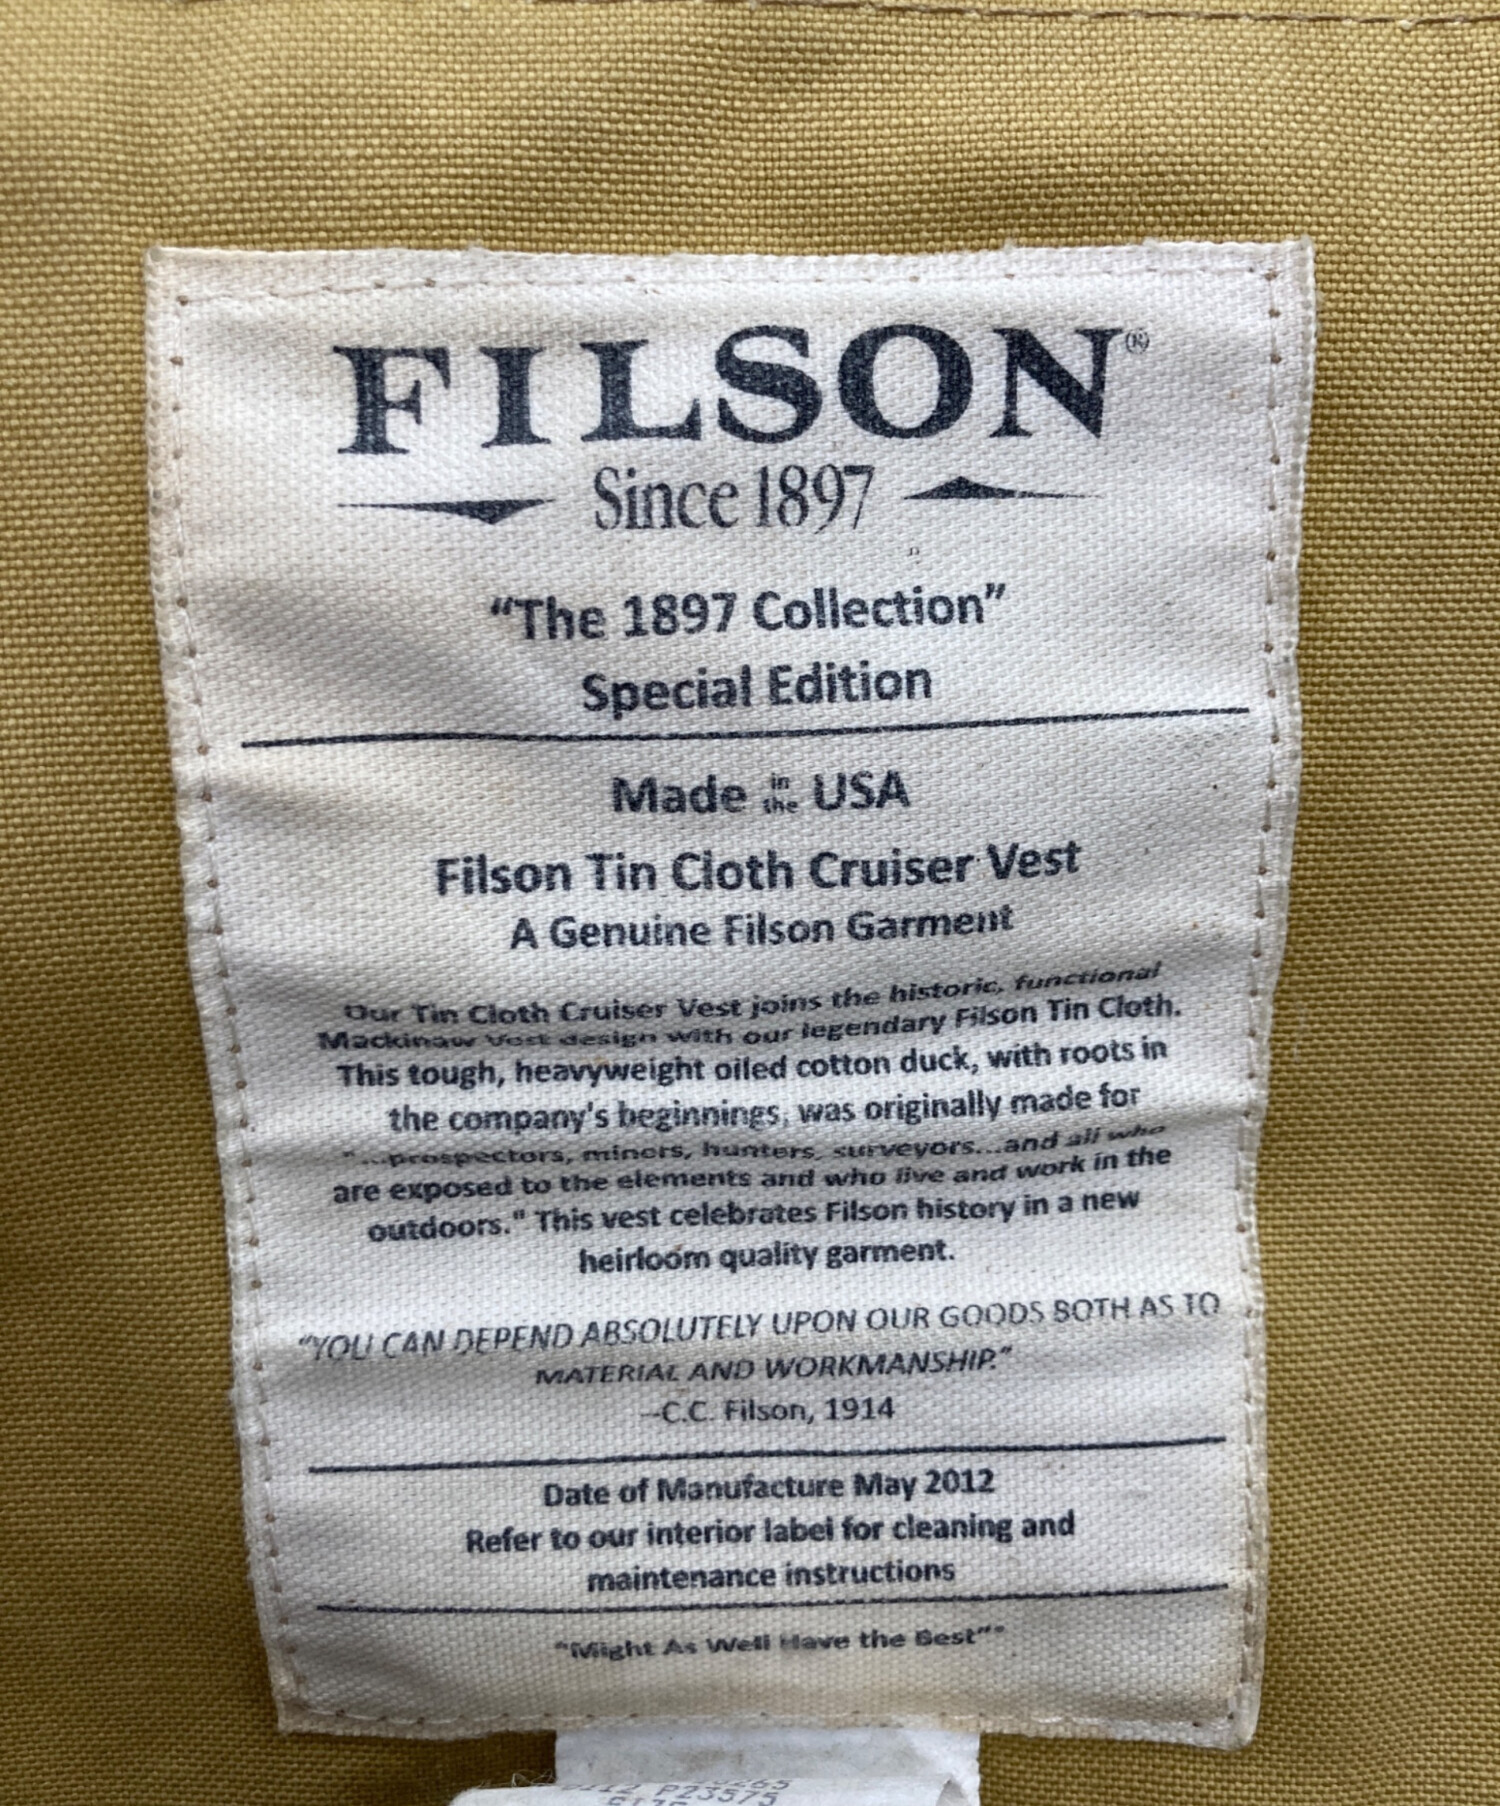 FILSON®
Since 1897
“The 1897 Collection”
Special Edition
Made in the USA
Filson Tin Cloth Cruiser Vest
A Genuine Filson Garment
Our Tin Cloth Cruiser Vest joins the historic, functional
Mackinaw Vest design with our legendary Filson Tin Cloth.
This tough, heavyweight oiled cotton duck, with roots in
the company's beginnings, was originally made for
"...prospectors, miners, hunters, surveyors...and all who
are exposed to the elements and who live and work in the
outdoors." This vest celebrates Filson history in a new
heirloom quality garment.
“YOU CAN DEPEND ABSOLUTELY UPON OUR GOODS BOTH AS TO
MATERIAL AND WORKMANSHIP.”
--C.C. Filson, 1914
Date of Manufacture May 2012
Refer to our interior label for cleaning and
maintenance instructions
“Might As Well Have the Best”®
P23575